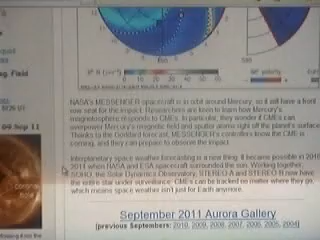 NASA's MESSENGER spacecraft is in orbit around Mercury, so it will have a front
row seat for the impact. Researchers are keen to learn how Mercury's
magnetosphere responds to CMEs. In particular, they wonder if CMEs can
overpower Mercury's magnetic field and sputter atoms right off the planet's surface.
Thanks to the Goddard forecast, MESSENGER's controllers know the CME is
coming, and they can prepare to observe the impact.
Interplanetary space weather forecasting is a new thing. It became possible in
2011 when NASA and ESA spacecraft surrounded the sun. Working together,
SOHO, the Solar Dynamics Observatory, STEREO-A and STEREO-B now have
the entire star under surveillance. CMEs can be tracked no matter where they go,
which means space weather isn't just for Earth anymore.
September 2011 Aurora Gallery
[previous Septembers: 2010, 2009, 2008, 2007, 2006, 2005, 2004]
Field
09 Sep 11
coronal
hole